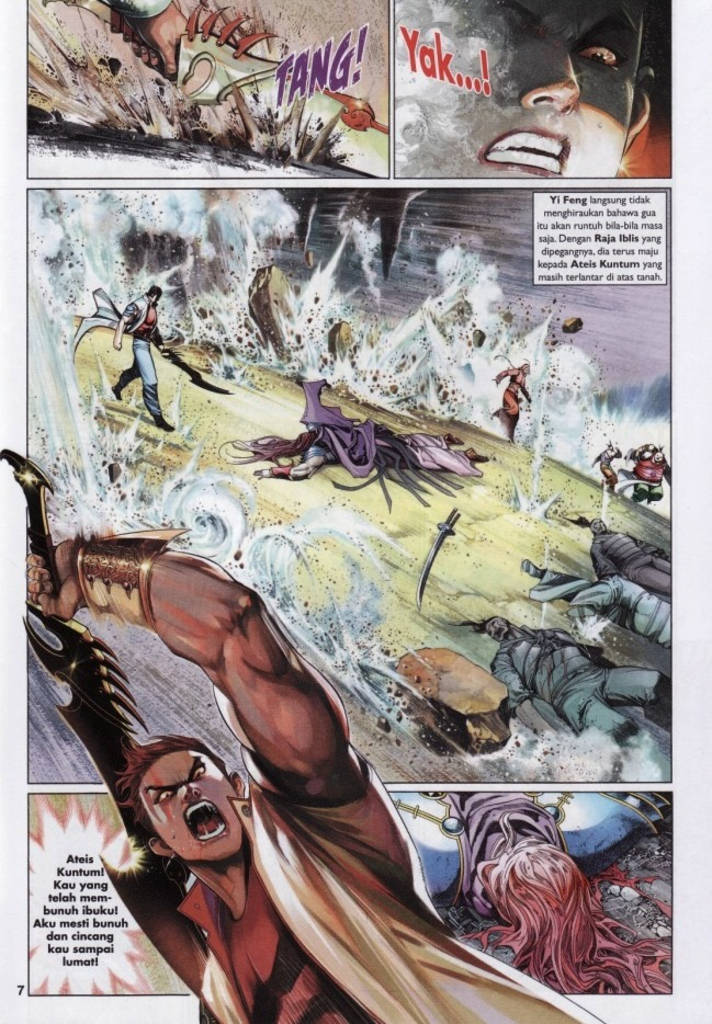 TANG!
Yak....!
Yi Feng langsung tidak
menghiraukan bahawa gua
itu akan runtuh bila-bila masa
saja. Dengan Raja Iblis yang
dipegangnya, dia terus maju
kepada Ateis Kuntum yang
masih terlantar di atas tanah.
Ateis
Kuntum!
Kau yang
telah mem-
bunuh ibuku!
Aku mesti bunuh
dan cincang
kau sampai
lumat!
7